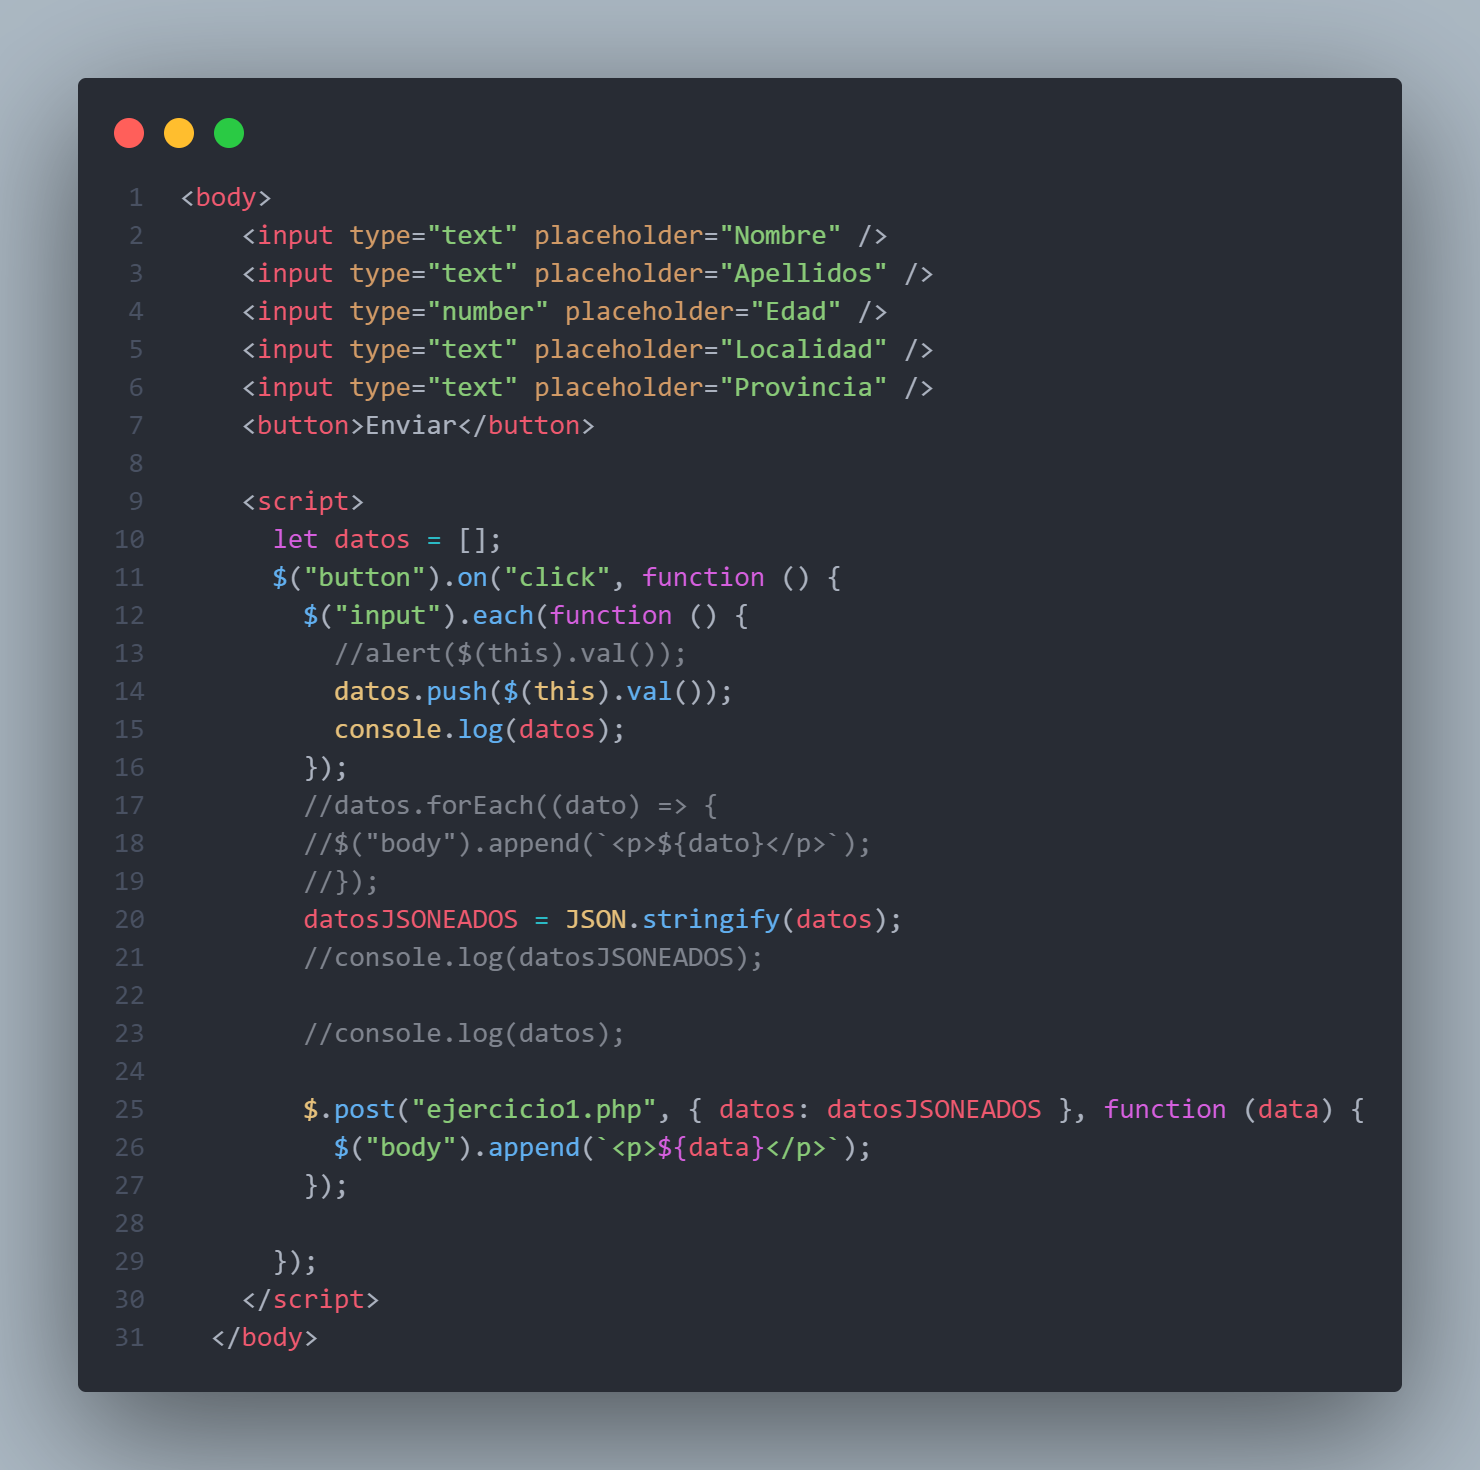 1 <body>
2     <input type="text" placeholder="Nombre" />
3     <input type="text" placeholder="Apellidos" />
4     <input type="number" placeholder="Edad" />
5     <input type="text" placeholder="Localidad" />
6     <input type="text" placeholder="Provincia" />
7     <button>Enviar</button>
8
9     <script>
10       let datos = [];
11       $("button").on("click", function () {
12         $("input").each(function () {
13           //alert($(this).val());
14           datos.push($(this).val());
15           console.log(datos);
16         });
17         //datos.forEach((dato) => {
18         //$("body").append(`<p>${dato}</p>`);
19         //});
20         datosJSONEADOS = JSON.stringify(datos);
21         //console.log(datosJSONEADOS);
22
23         //console.log(datos);
24
25         $.post("ejercicio1.php", { datos: datosJSONEADOS }, function (data) {
26           $("body").append(`<p>${data}</p>`);
27         });
28
29       });
30     </script>
31   </body>